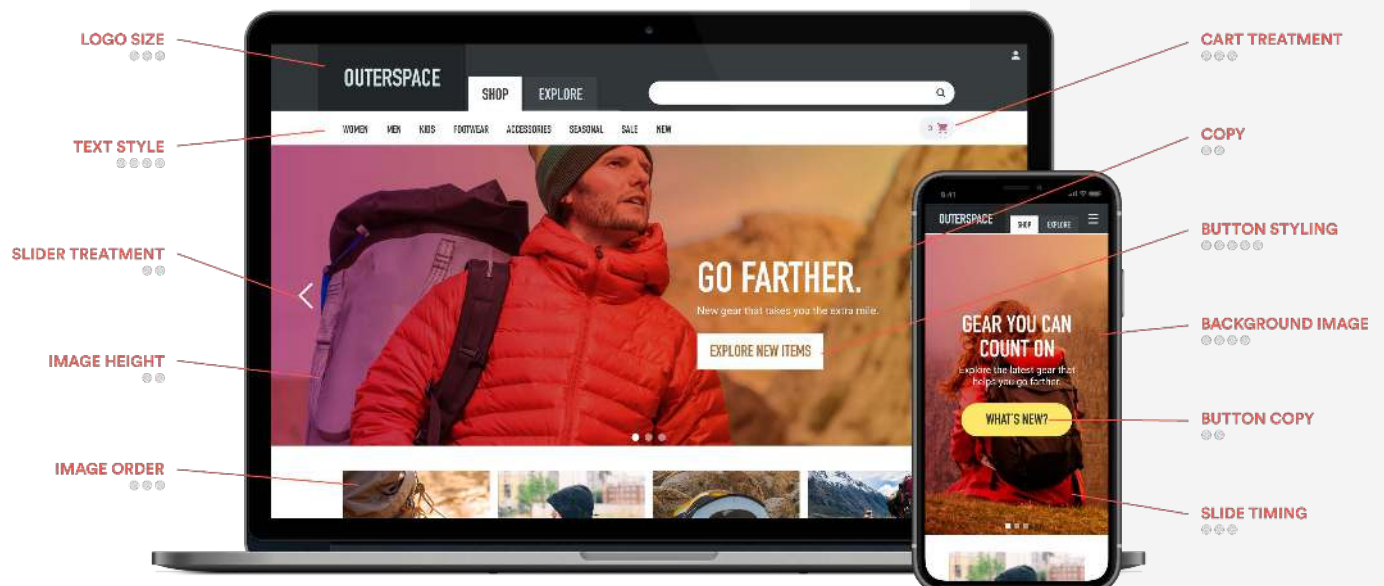 LOGO SIZE
TEXT STYLE
SLIDER TREATMENT
IMAGE HEIGHT
IMAGE ORDER
OUTERSPACE
SHOP EXPLORE
WOMEN MEN KIDS FOOTWEAR ACCESSORIES SEASONAL SALE NEW
0
GO FARTHER.
New gear that takes you the extra mile.
EXPLORE NEW ITEMS
9:41
OUTERSPACE SHOP EXPLORE
GEAR YOU CAN
COUNT ON
Explore the latest gear that
helps you go farther.
WHAT'S NEW?
CART TREATMENT
COPY
BUTTON STYLING
BACKGROUND IMAGE
BUTTON COPY
SLIDE TIMING